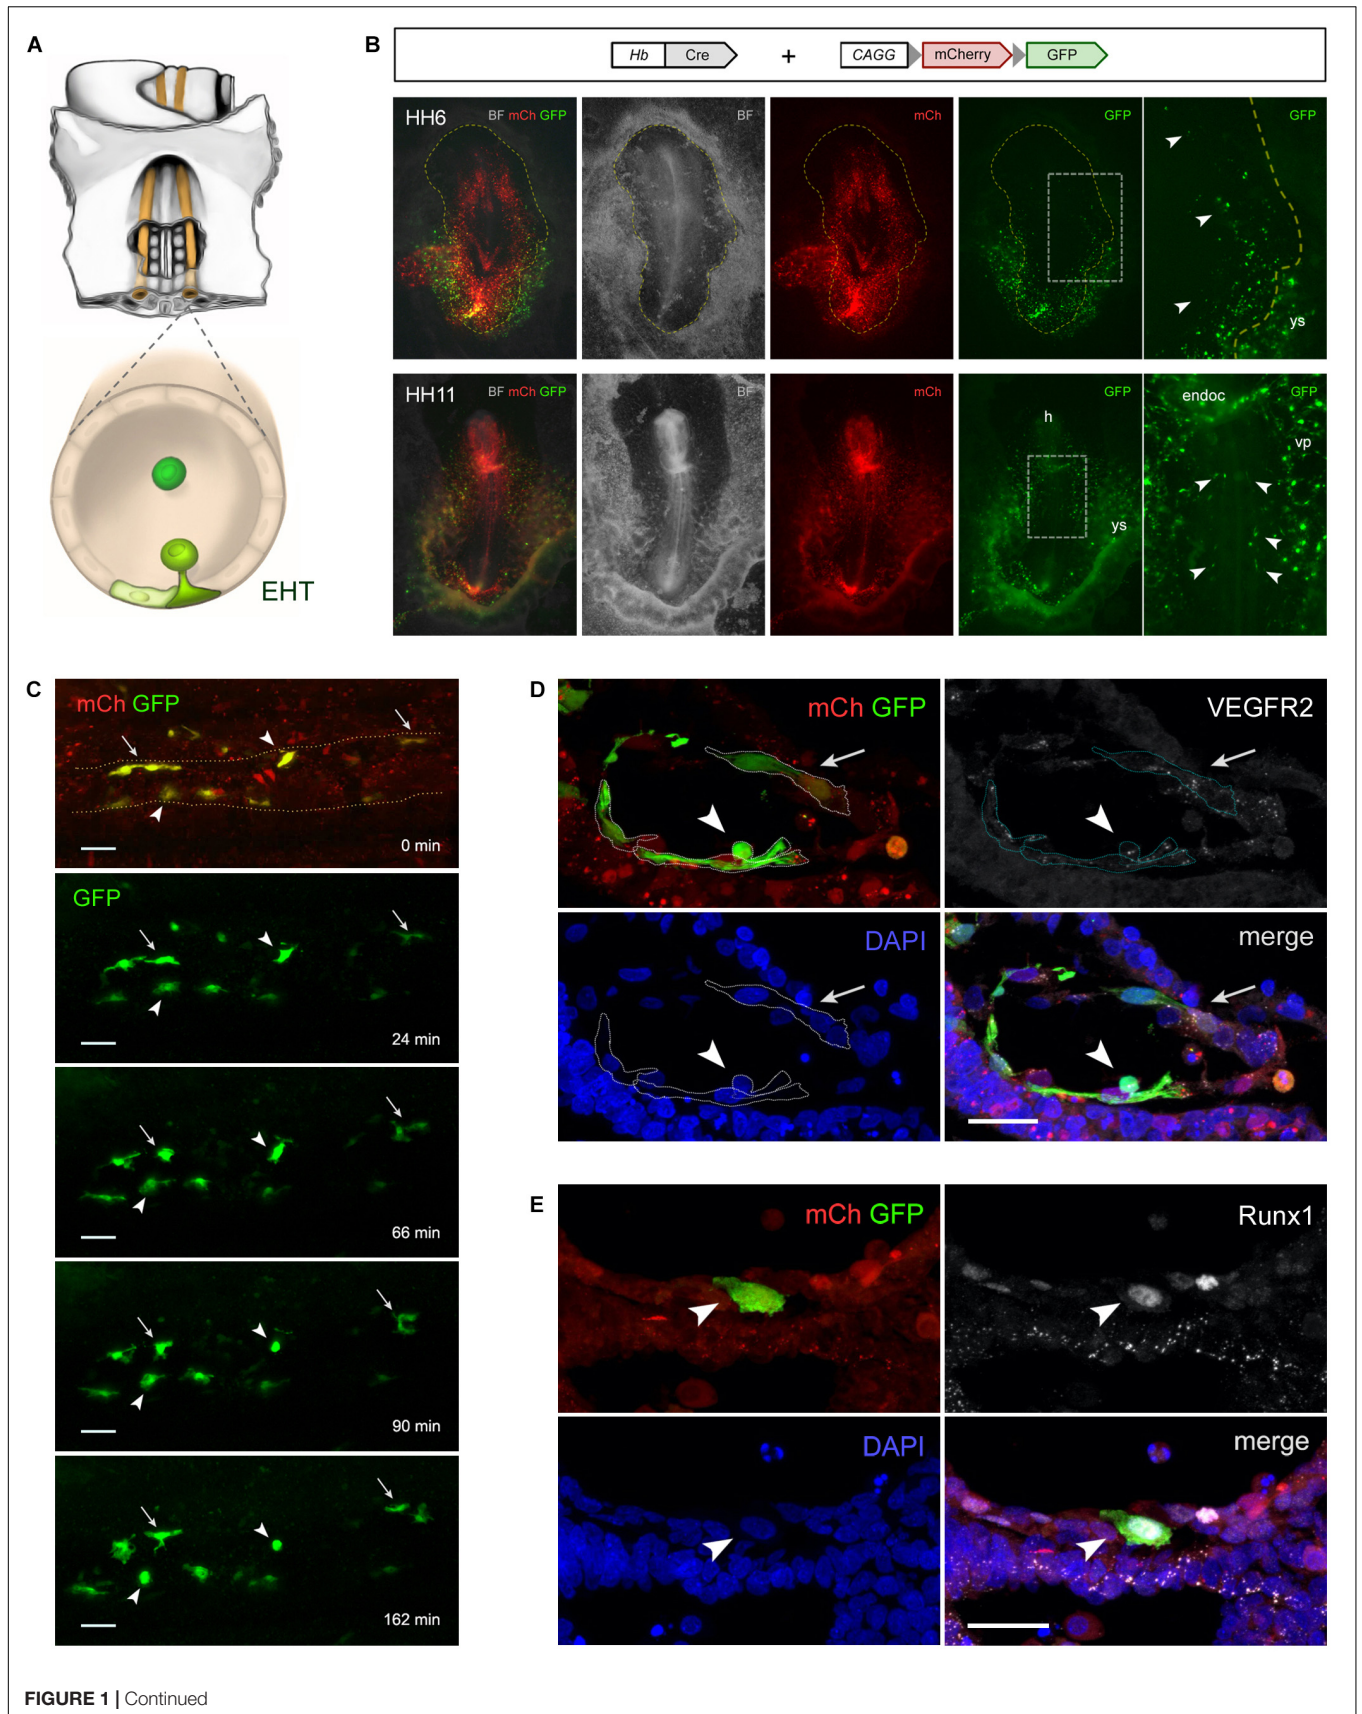 A
EHT
B
Hb Cre + CAGG mCherry GFP
HH6 BF mCh GFP
BF
mCh
GFP
GFP
ys
HH11 BF mCh GFP
BF
mCh
GFP
h
ys
GFP
endoc
vp
C
mCh GFP
0 min
GFP
24 min
66 min
90 min
162 min
D
mCh GFP
VEGFR2
DAPI
merge
E
mCh GFP
Runx1
DAPI
merge
FIGURE 1 | Continued